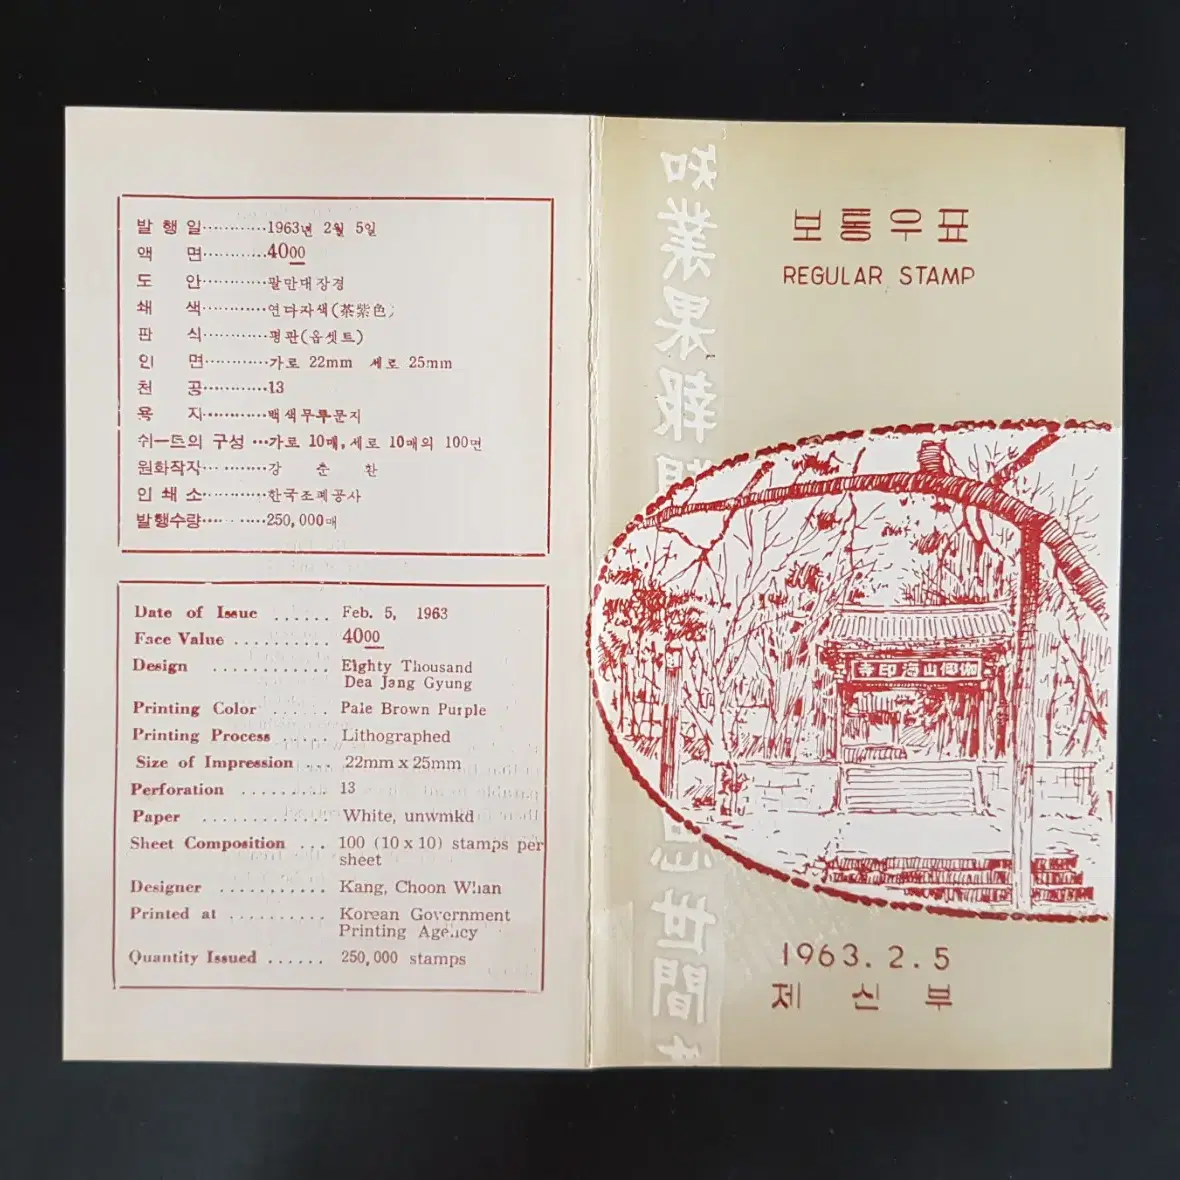 발 행 일············1963년 2월 5일
액 면············4000
도 안············팔만대장경
쇄 색············연다자색(茶紫色)
판 식············평판(옵셋트)
인 면············가로 22mm 세로 25mm
천 공············13
용 지············백색무투문지
쉬ー트의 구성 ···가로 10매, 세로 10매의 100면
원화작자··· ········강 춘 환
인 쇄 소············한국조폐공사
발행수량··· · ·····250,000매
Date of Issue ...... Feb. 5, 1963
Face Value .......... 4000
Design ............ Eighty Thousand
Dea Jang Gyung
Printing Color ...... Pale Brown Purple
Printing Process ..... Lithographed
Size of Impression ... 22mm x 25mm
Perforation ......... 13
Paper ............. White, unwmkd
Sheet Composition ... 100 (10 x 10) stamps per
sheet
Designer ........... Kang, Choon Whan
Printed at .......... Korean Government
Printing Agency
Quantity Issued ...... 250,000 stamps
知業果報
世間
보통우표
REGULAR STAMP
伽倻山海印寺
1963. 2. 5
체 신 부